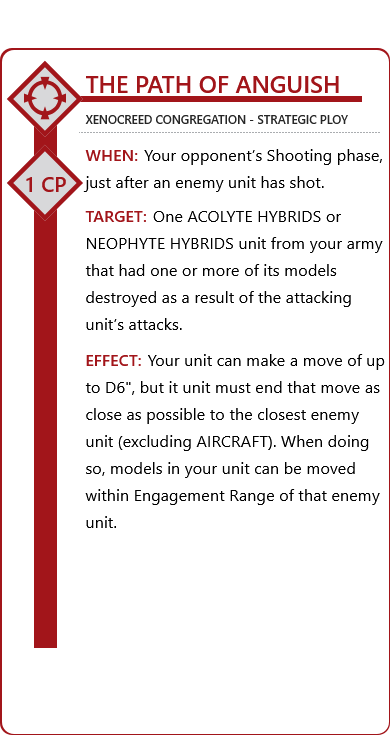 THE PATH OF ANGUISH
XENOCREED CONGREGATION - STRATEGIC PLOY
1 CP
WHEN: Your opponent’s Shooting phase,
just after an enemy unit has shot.
TARGET: One ACOLYTE HYBRIDS or
NEOPHYTE HYBRIDS unit from your army
that had one or more of its models
destroyed as a result of the attacking
unit’s attacks.
EFFECT: Your unit can make a move of up
to D6", but it unit must end that move as
close as possible to the closest enemy
unit (excluding AIRCRAFT). When doing
so, models in your unit can be moved
within Engagement Range of that enemy
unit.